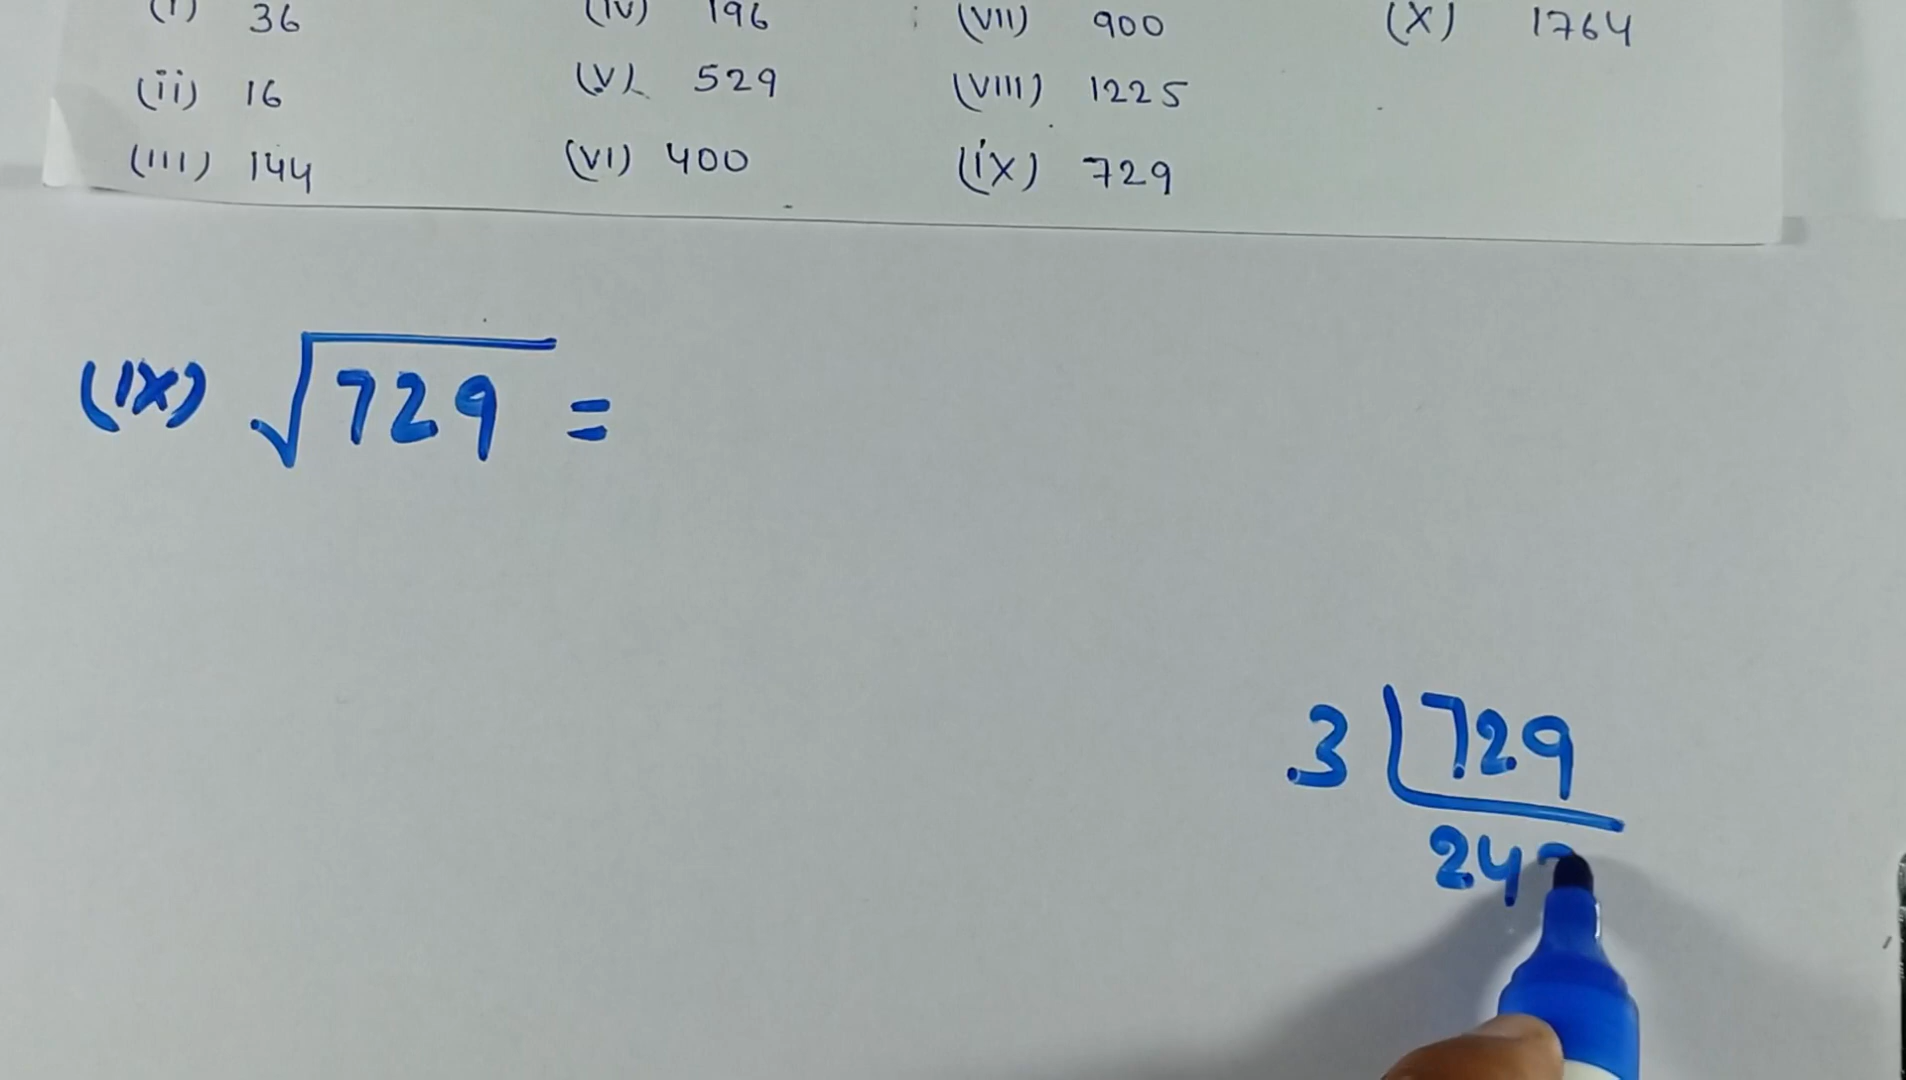 (i) 36 (iv) 196 (VII) 900 (X) 1764
(ii) 16 (V) 529 (VIII) 1225
(III) 144 (VI) 400 (ix) 729
(IX) √729 =
3 729
24